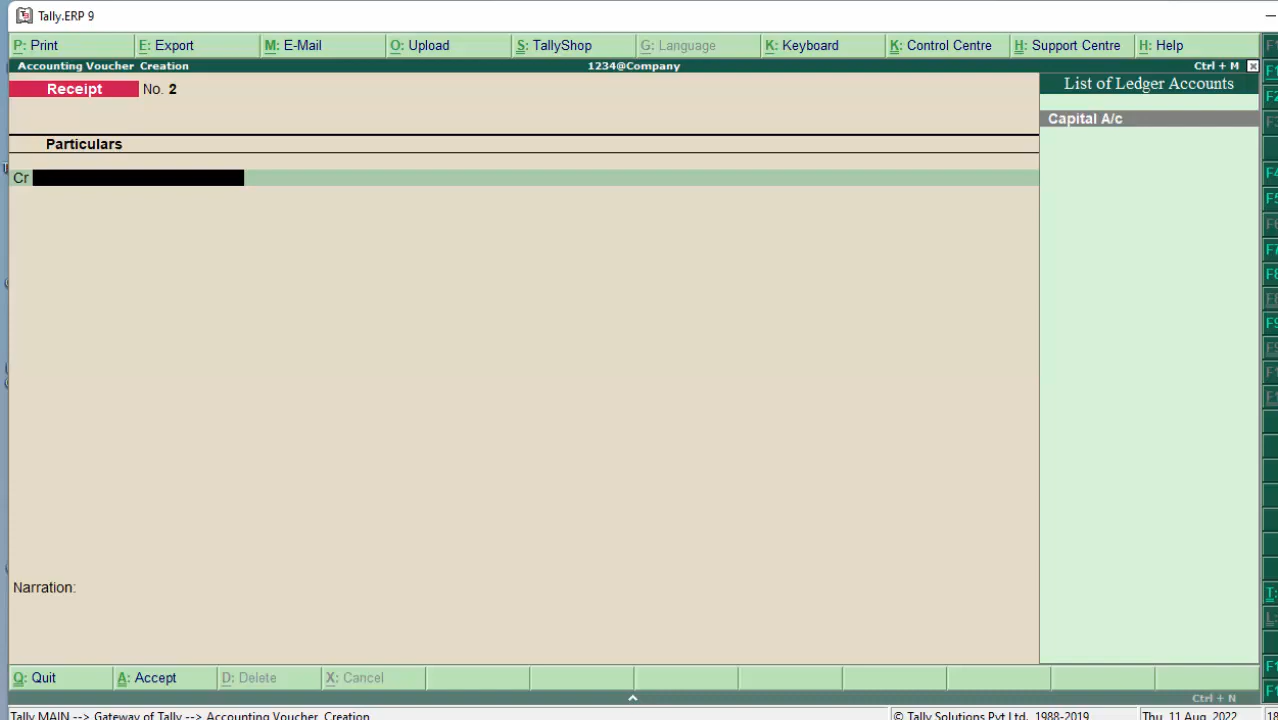 Tally.ERP 9
P: Print E: Export M: E-Mail O: Upload S: TallyShop G: Language K: Keyboard K: Control Centre H: Support Centre H: Help
Accounting Voucher Creation 1234@Company Ctrl + M
Receipt No. 2
List of Ledger Accounts
Capital A/c
Particulars
Cr
Narration:
Q: Quit A: Accept D: Delete X: Cancel
Ctrl + N
Tally MAIN --> Gateway of Tally --> Accounting Voucher Creation © Tally Solutions Pvt Ltd, 1988-2019 Thu, 11 Aug, 2022